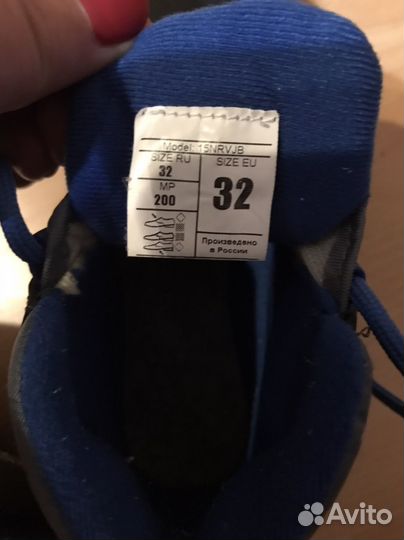 Model: 15NRVJB
SIZE RU
32
MP
200
SIZE EU
32
Произведено
в России
Avito